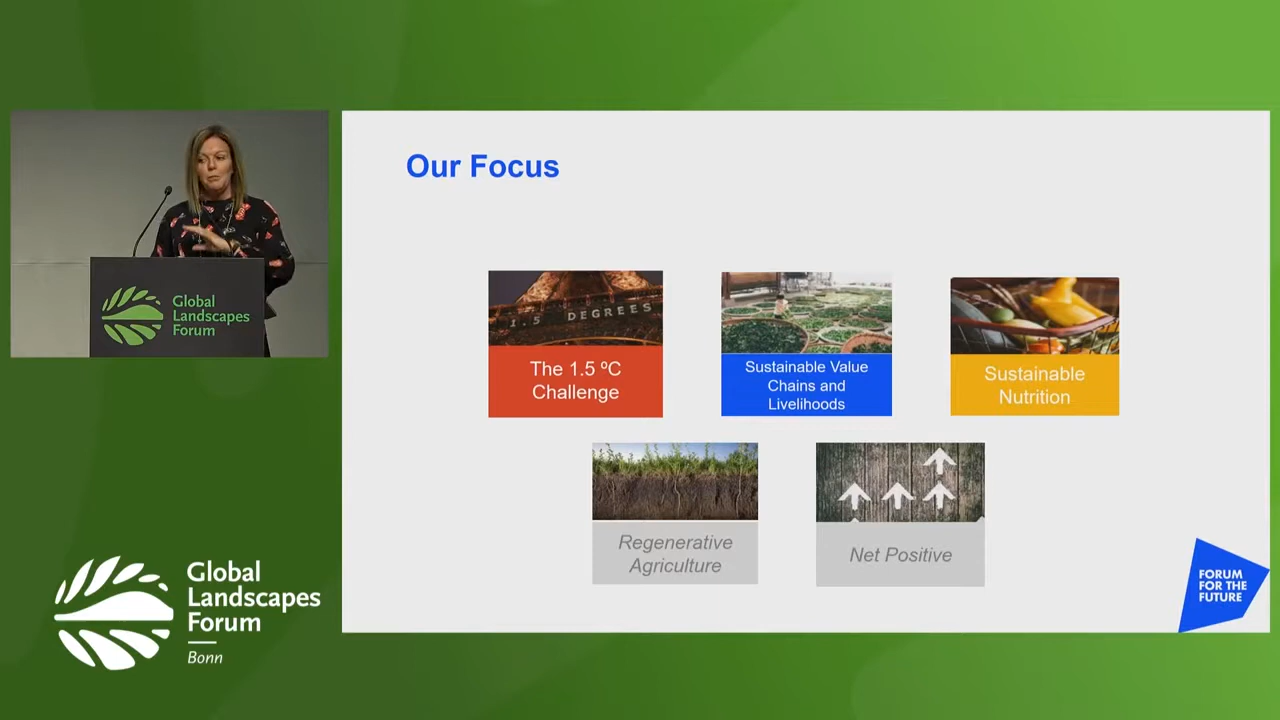 Our Focus
1.5 DEGREES
The 1.5 ºC
Challenge
Sustainable Value
Chains and
Livelihoods
Sustainable
Nutrition
Regenerative
Agriculture
Net Positive
FORUM
FOR THE
FUTURE
Global
Landscapes
Forum
Global
Landscapes
Forum
Bonn